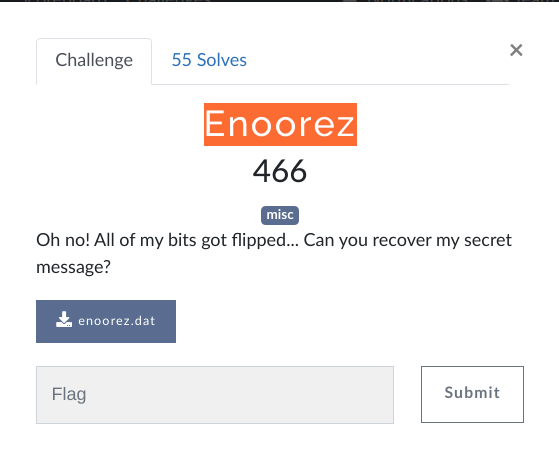 Challenge
55 Solves
×
Enoorez
466
misc
Oh no! All of my bits got flipped... Can you recover my secret
message?
enoorez.dat
Flag
Submit